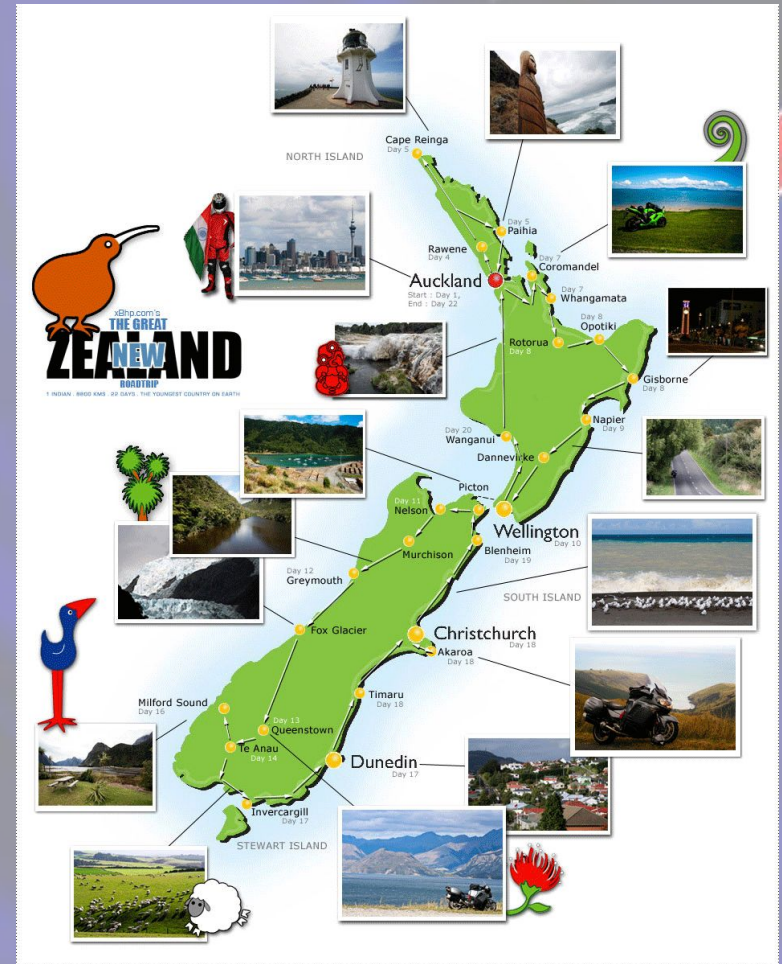 Cape Reinga
Day 5
NORTH ISLAND
Day 5
Paihia
Rawene
Day 4
Day 7
Coromandel
Auckland
Start : Day 1,
End : Day 22
Day 7
Whangamata
xBhp.com's
THE GREAT
NEW
ZEALAND
ROADTRIP
1 INDIAN . 8800 KMS . 22 DAYS . THE YOUNGEST COUNTRY ON EARTH
Day 8
Opotiki
Rotorua
Day 8
Gisborne
Day 8
Napier
Day 9
Day 20
Wanganui
Dannevirke
Picton
Day 11
Nelson
Wellington
Day 10
Murchison
Blenheim
Day 19
Day 12
Greymouth
SOUTH ISLAND
Fox Glacier
Christchurch
Day 18
Akaroa
Day 18
Timaru
Day 18
Milford Sound
Day 16
Day 13
Queenstown
Te Anau
Day 14
Dunedin
Day 17
Invercargill
Day 17
STEWART ISLAND